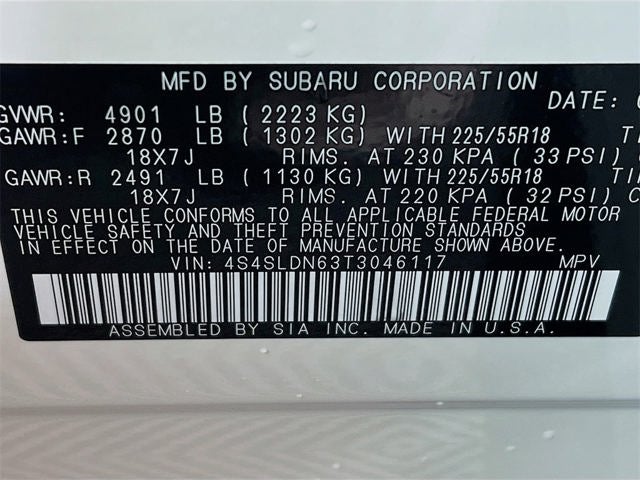 MFD BY SUBARU CORPORATION
DATE:
GVWR: 4901 LB ( 2223 KG)
GAWR:F 2870 LB ( 1302 KG) WITH 225/55R18
18X7J RIMS. AT 230 KPA ( 33 PSI)
GAWR:R 2491 LB ( 1130 KG) WITH 225/55R18
18X7J RIMS. AT 220 KPA ( 32 PSI)
THIS VEHICLE CONFORMS TO ALL APPLICABLE FEDERAL MOTOR
VEHICLE SAFETY AND THEFT PREVENTION STANDARDS
IN EFFECT ON THE DATE OF MANUFACTURE SHOWN ABOVE.
VIN: 4S4SLDN63T3046117 MPV
ASSEMBLED BY SIA INC. MADE IN U.S.A.